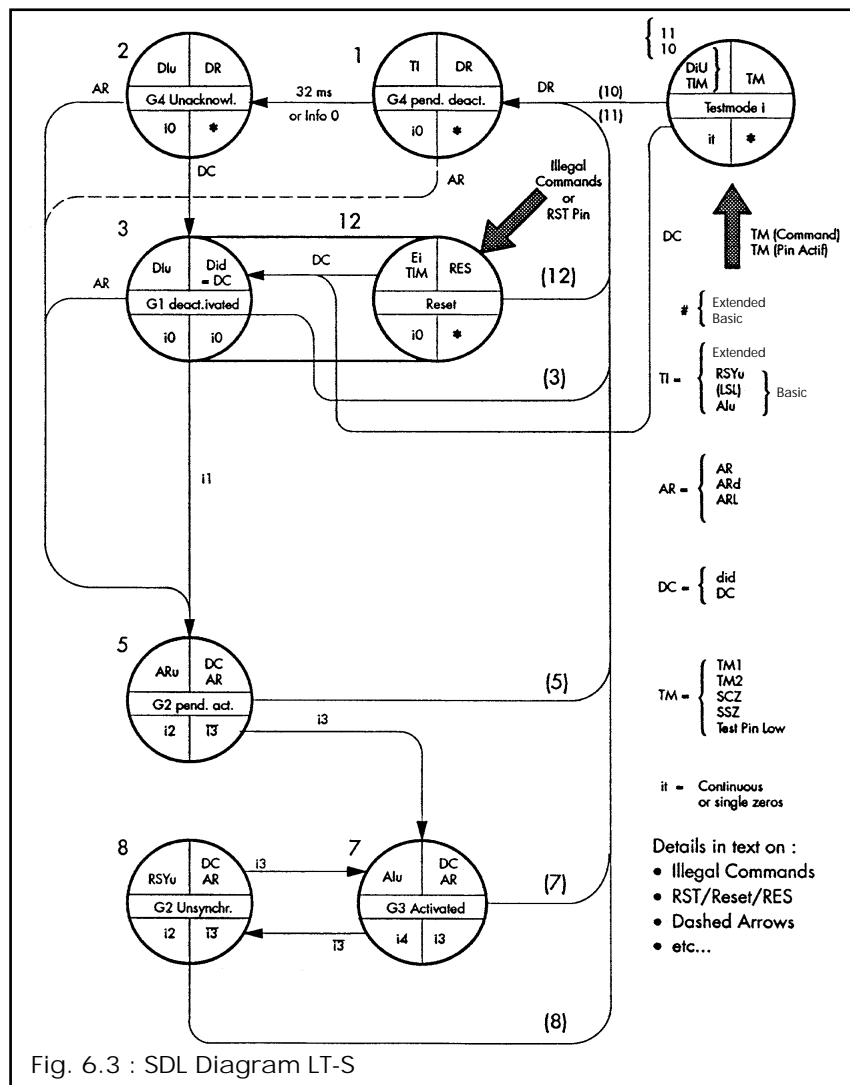 2
DIu DR
G4 Unacknowl.
i0 *
1
TI DR
G4 pend. deact.
i0 *
{ 11
10
DiU } TM
TIM
Testmode i
it *
AR
32 ms
or Info 0
DR
(10)
(11)
DC
AR
Illegal
Commands
or
RST Pin
3
DIu Did
= DC
G1 deact.ivated
i0 i0
12
DC
Ei RES
TIM
Reset
i0 *
AR
(12)
(3)
DC
TM (Command)
TM (Pin Actif)
# { Extended
Basic
TI = { Extended
RSYu
(LSL)
AIu
} Basic
i1
AR = { AR
ARd
ARL
DC = { did
DC
5
ARu DC
AR
G2 pend. act.
i2 i3̅
(5)
i3
TM = { TM1
TM2
SCZ
SSZ
Test Pin Low
it = Continuous
or single zeros
8
RSYu DC
AR
G2 Unsynchr.
i2 i3̅
i3
i3̅
7
AIu DC
AR
G3 Activated
i4 i3
(7)
(8)
Details in text on :
• Illegal Commands
• RST/Reset/RES
• Dashed Arrows
• etc...
Fig. 6.3 : SDL Diagram LT-S